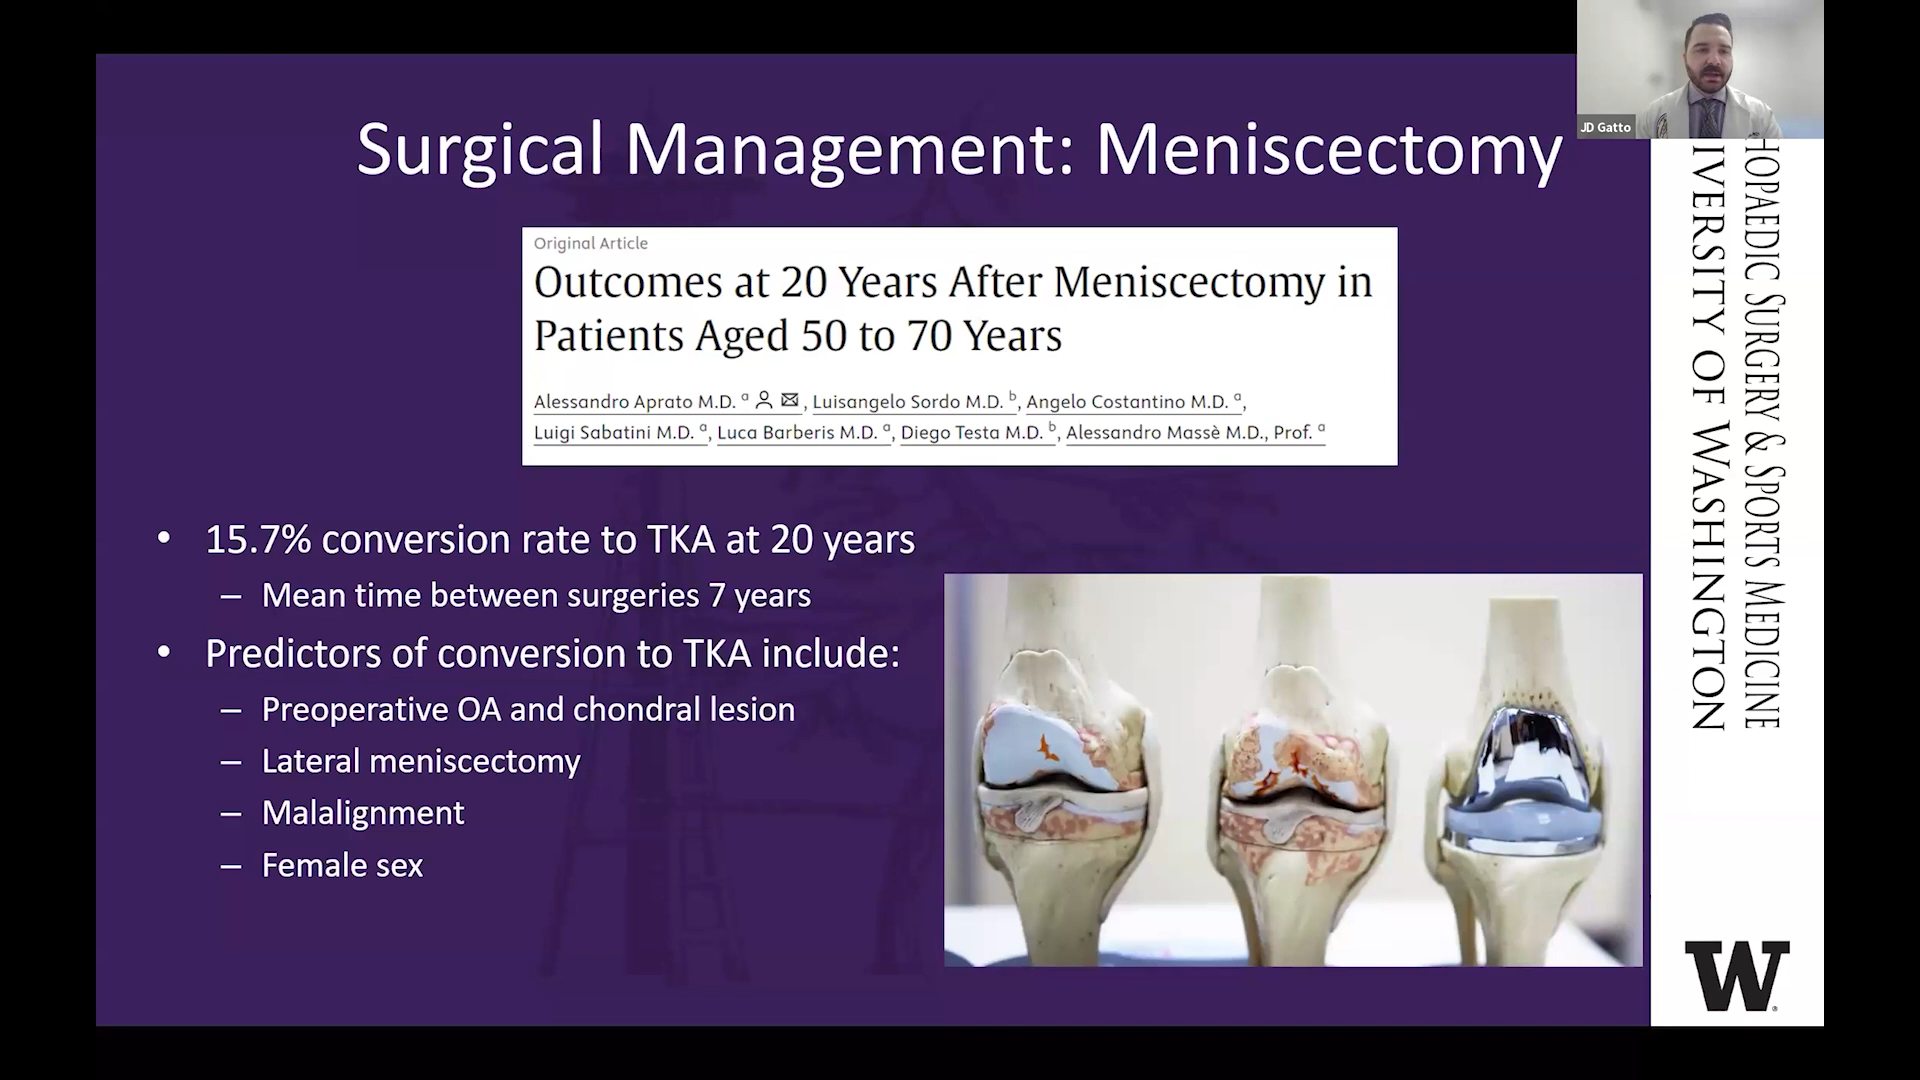 JD Gatto
Surgical Management: Meniscectomy
Original Article
Outcomes at 20 Years After Meniscectomy in
Patients Aged 50 to 70 Years
Alessandro Aprato M.D. a, Luisangelo Sordo M.D. b, Angelo Costantino M.D. a,
Luigi Sabatini M.D. a, Luca Barberis M.D. a, Diego Testa M.D. b, Alessandro Massè M.D., Prof. a
• 15.7% conversion rate to TKA at 20 years
– Mean time between surgeries 7 years
• Predictors of conversion to TKA include:
– Preoperative OA and chondral lesion
– Lateral meniscectomy
– Malalignment
– Female sex
HOPAEDIC SURGERY & SPORTS MEDICINE
IVERSITY OF WASHINGTON
W